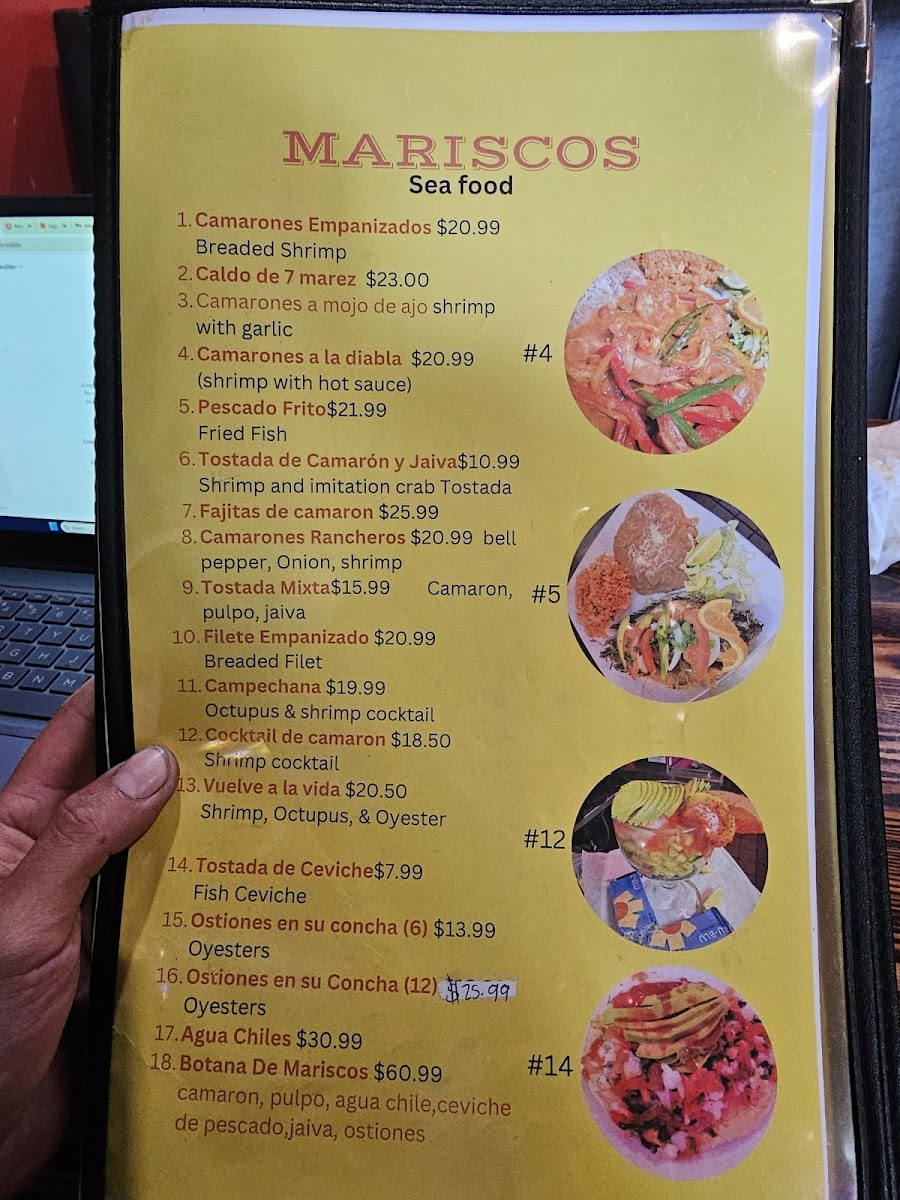 MARISCOS
Sea food
1. Camarones Empanizados $20.99
Breaded Shrimp
2. Caldo de 7 marez $23.00
3. Camarones a mojo de ajo shrimp
with garlic
4. Camarones a la diabla $20.99
(shrimp with hot sauce)
#4
5. Pescado Frito$21.99
Fried Fish
6. Tostada de Camarón y Jaiva$10.99
Shrimp and imitation crab Tostada
7. Fajitas de camaron $25.99
8. Camarones Rancheros $20.99 bell
pepper, Onion, shrimp
9. Tostada Mixta$15.99 Camaron,
pulpo, jaiva
#5
10. Filete Empanizado $20.99
Breaded Filet
11. Campechana $19.99
Octupus & shrimp cocktail
12. Cocktail de camaron $18.50
Shrimp cocktail
13. Vuelve a la vida $20.50
Shrimp, Octupus, & Oyester
#12
14. Tostada de Ceviche$7.99
Fish Ceviche
15. Ostiones en su concha (6) $13.99
Oyesters
16. Ostiones en su Concha (12) $25.99
Oyesters
17. Agua Chiles $30.99
18. Botana De Mariscos $60.99
camaron, pulpo, agua chile,ceviche
de pescado,jaiva, ostiones
#14